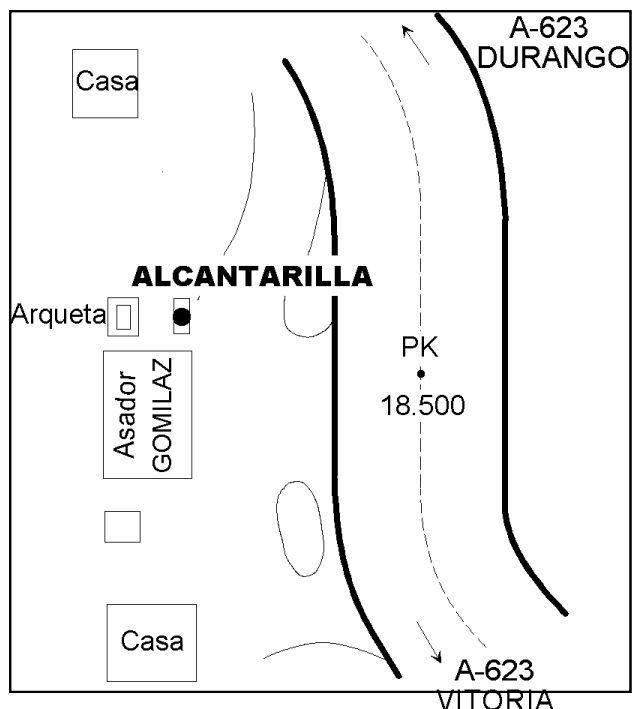 A-623
DURANGO
Casa
ALCANTARILLA
Arqueta
PK
18.500
Asador
GOMILAZ
Casa
A-623
VITORIA